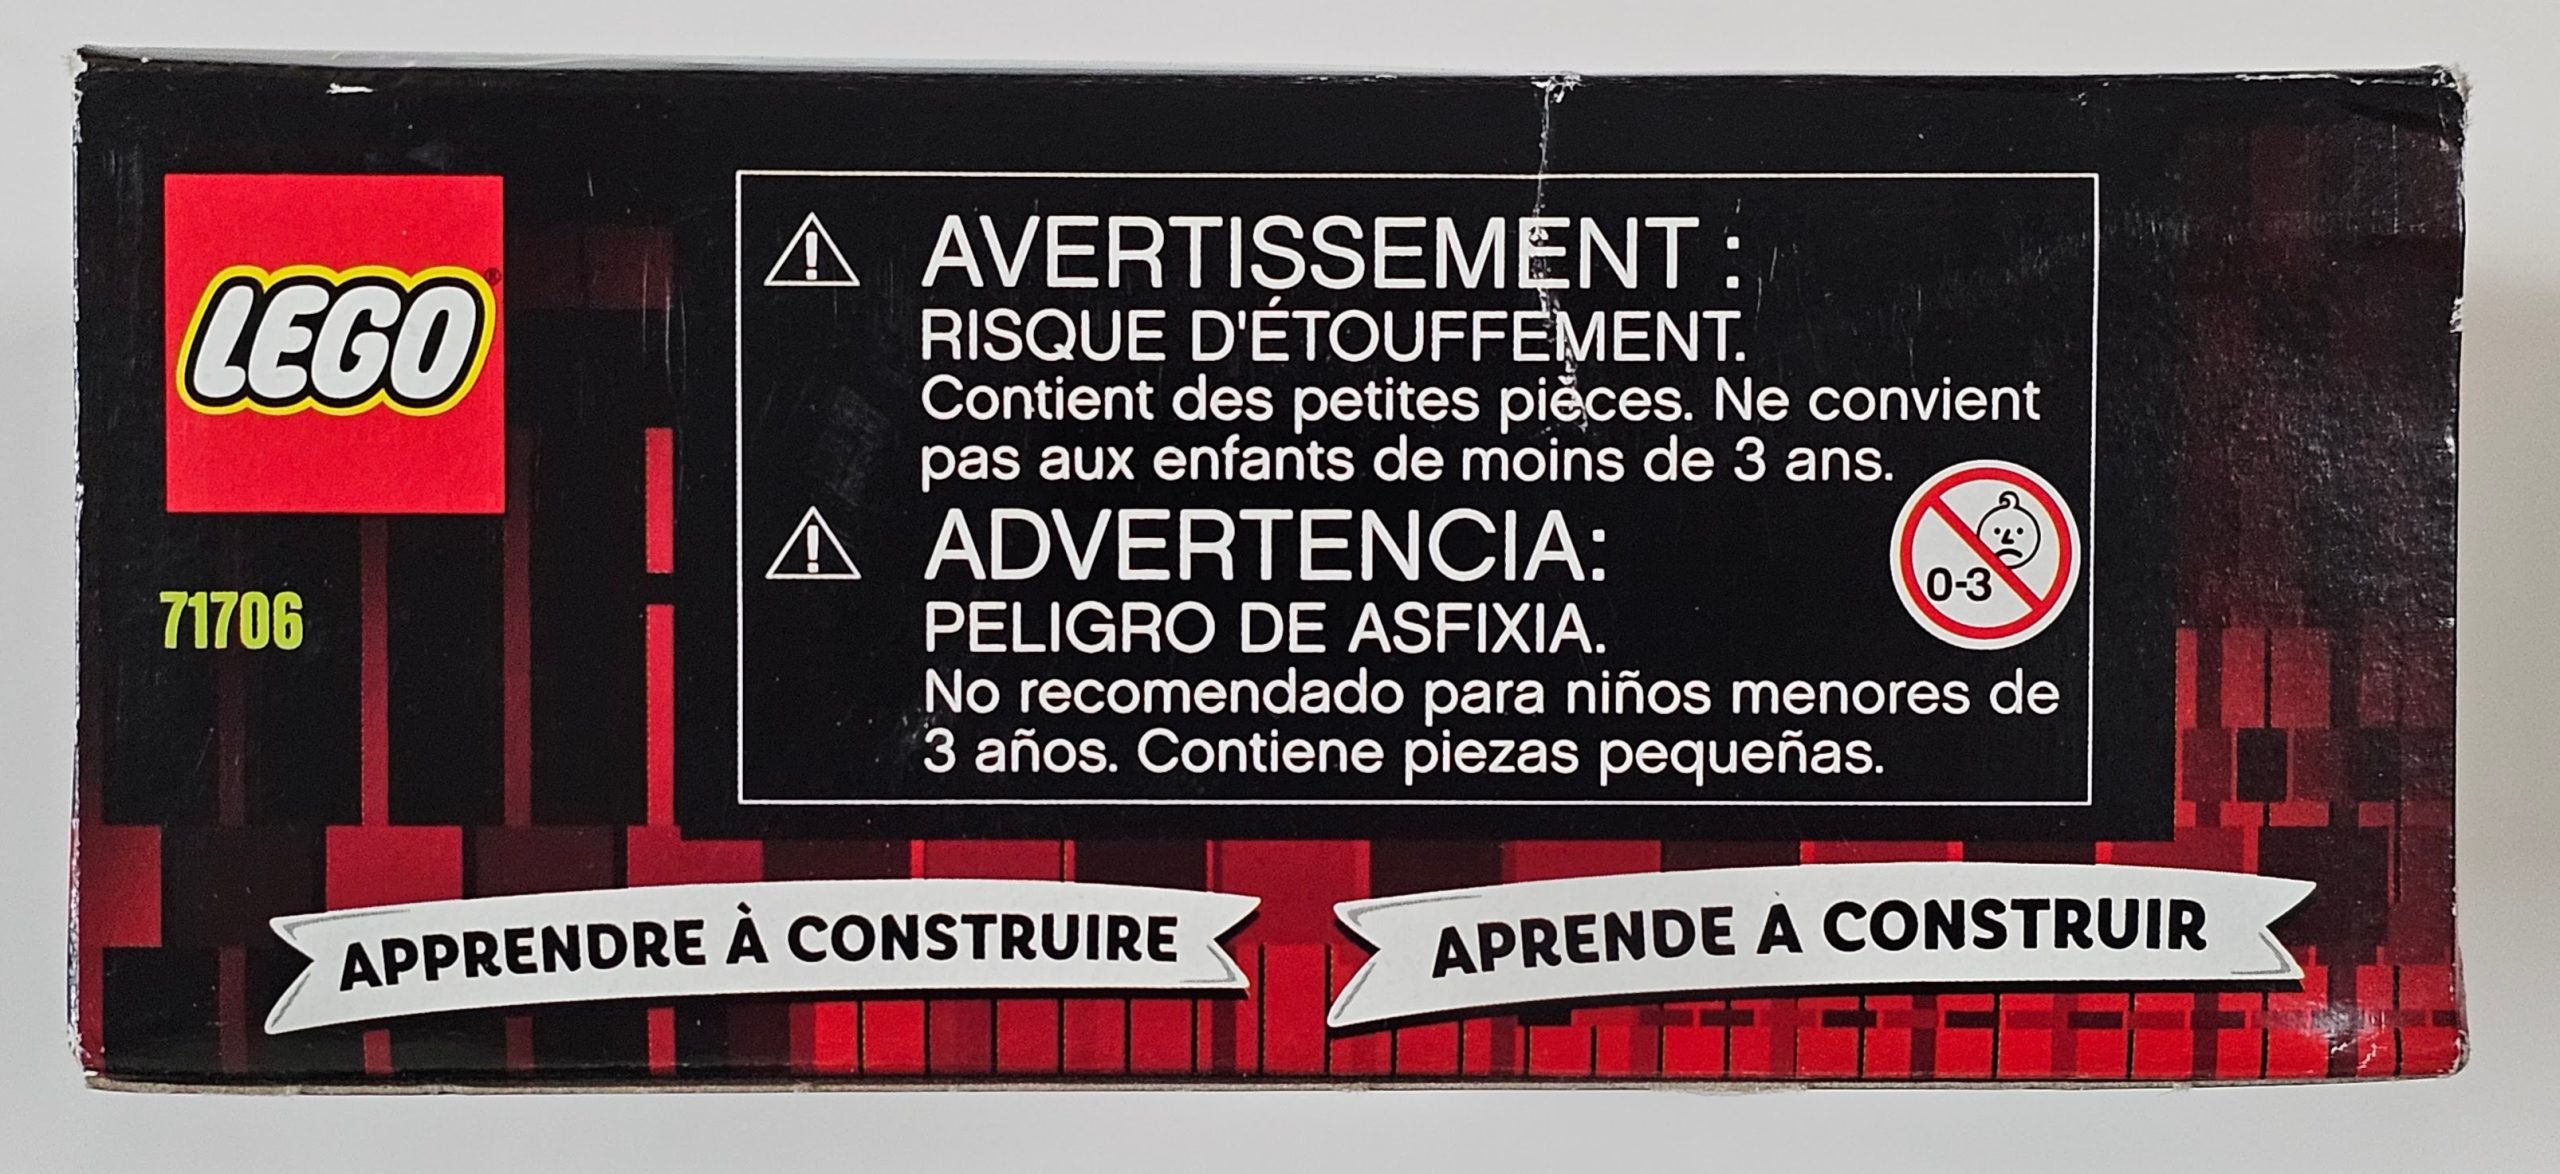 LEGO®
71706
AVERTISSEMENT :
RISQUE D'ÉTOUFFEMENT.
Contient des petites pièces. Ne convient
pas aux enfants de moins de 3 ans.
ADVERTENCIA:
PELIGRO DE ASFIXIA.
No recomendado para niños menores de
3 años. Contiene piezas pequeñas.
0-3
APPRENDRE À CONSTRUIRE
APRENDE A CONSTRUIR